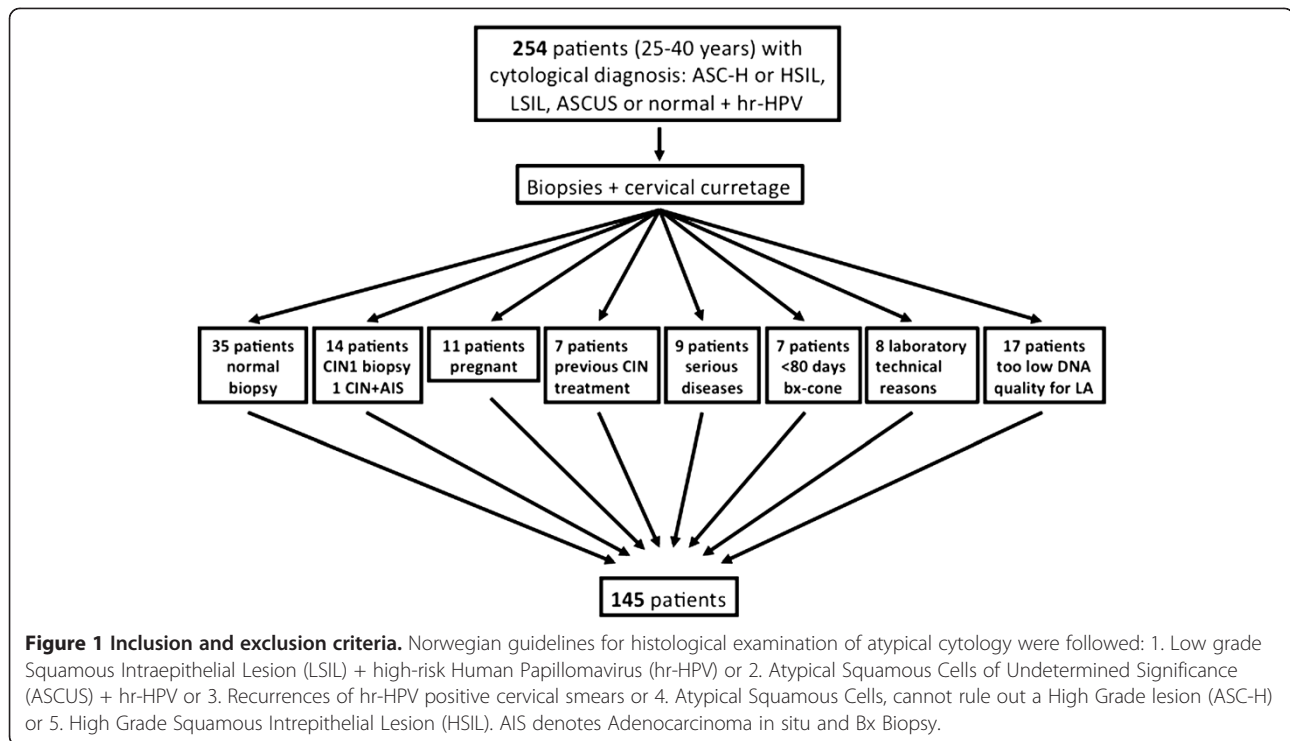 254 patients (25-40 years) with
cytological diagnosis: ASC-H or HSIL,
LSIL, ASCUS or normal + hr-HPV
Biopsies + cervical curretage
35 patients
normal
biopsy
14 patients
CIN1 biopsy
1 CIN+AIS
11 patients
pregnant
7 patients
previous CIN
treatment
9 patients
serious
diseases
7 patients
<80 days
bx-cone
8 laboratory
technical
reasons
17 patients
too low DNA
quality for LA
145 patients
Figure 1 Inclusion and exclusion criteria. Norwegian guidelines for histological examination of atypical cytology were followed: 1. Low grade
Squamous Intraepithelial Lesion (LSIL) + high-risk Human Papillomavirus (hr-HPV) or 2. Atypical Squamous Cells of Undetermined Significance
(ASCUS) + hr-HPV or 3. Recurrences of hr-HPV positive cervical smears or 4. Atypical Squamous Cells, cannot rule out a High Grade lesion (ASC-H)
or 5. High Grade Squamous Intrepithelial Lesion (HSIL). AIS denotes Adenocarcinoma in situ and Bx Biopsy.